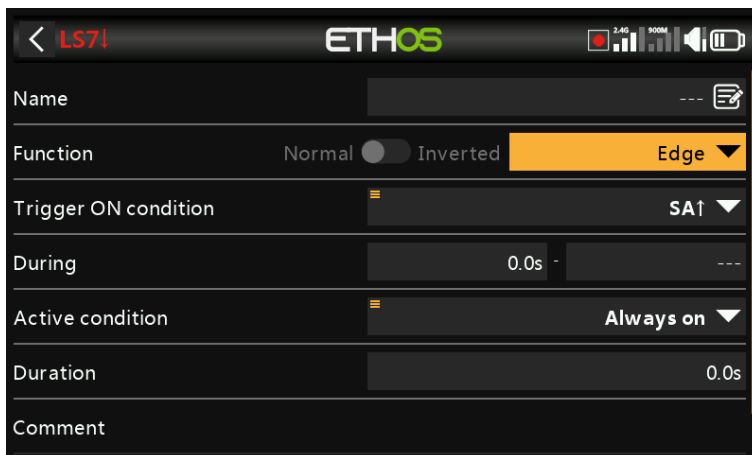 LS7↓ ETHOS 2.4G 900M
Name ---
Function Normal Inverted Edge
Trigger ON condition SA↑
During 0.0s - ---
Active condition Always on
Duration 0.0s
Comment